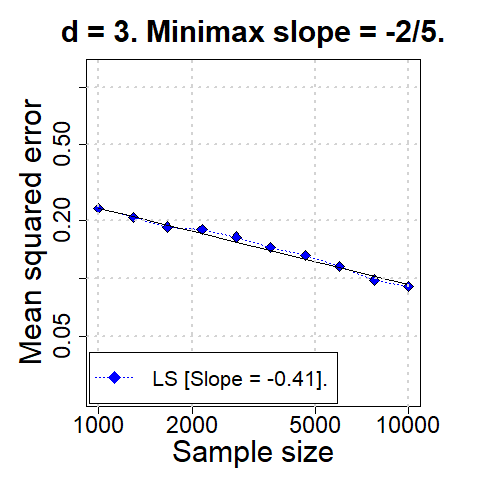 d = 3. Minimax slope = -2/5.
Mean squared error
0.50
0.20
0.05
LS [Slope = -0.41].
1000
2000
5000
10000
Sample size